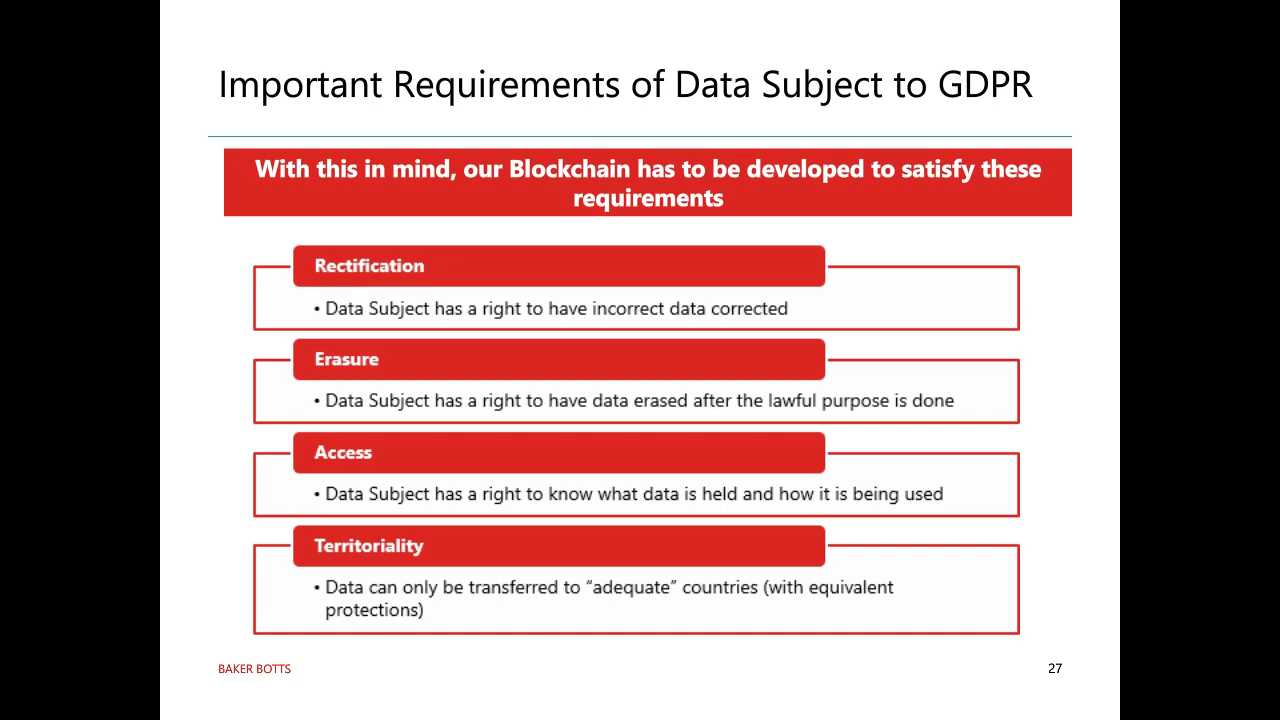 Important Requirements of Data Subject to GDPR
With this in mind, our Blockchain has to be developed to satisfy these
requirements
Rectification
• Data Subject has a right to have incorrect data corrected
Erasure
• Data Subject has a right to have data erased after the lawful purpose is done
Access
• Data Subject has a right to know what data is held and how it is being used
Territoriality
• Data can only be transferred to “adequate” countries (with equivalent
protections)
BAKER BOTTS
27